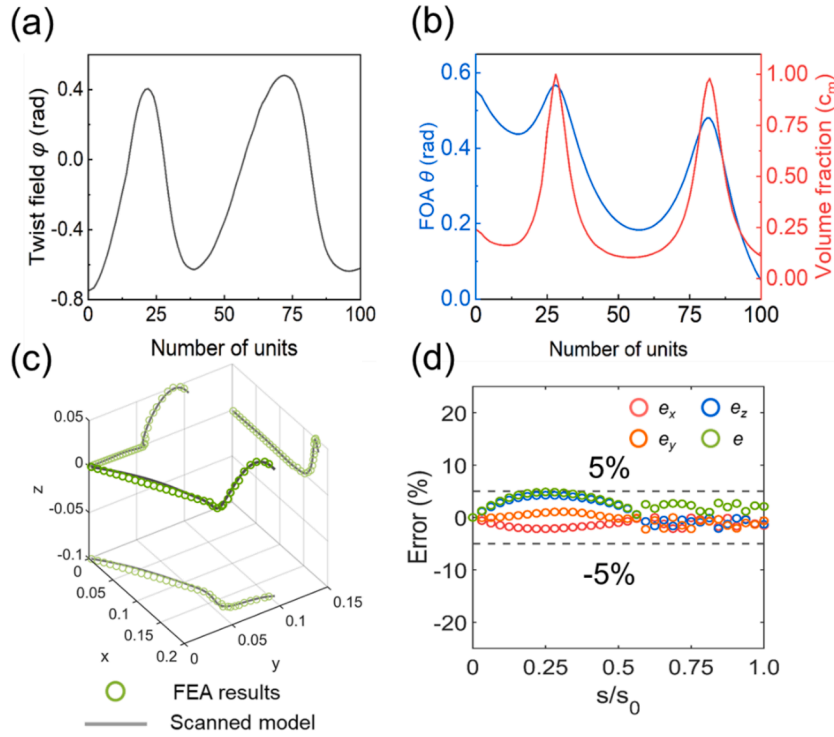 (a)
Twist field φ (rad)
0.4
0.0
-0.4
-0.8
0 25 50 75 100
Number of units
(b)
FOA θ (rad)
0.6
0.4
0.2
0.0
Volume fraction (cm)
1.00
0.75
0.50
0.25
0.00
0 25 50 75 100
Number of units
(c)
z
0.05
0
-0.05
-0.1
0
0.05
0.1
0.15
0.2
x
0
0.05
0.1
0.15
y
FEA results
Scanned model
(d)
Error (%)
20
10
0
-10
-20
ex ez
ey e
5%
-5%
0 0.25 0.5 0.75 1.0
s/s0